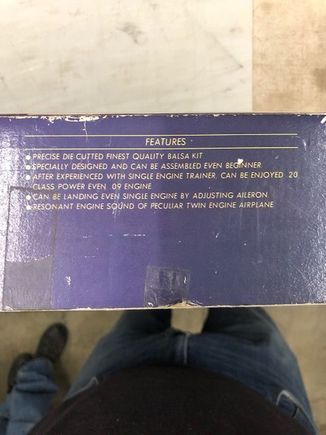 FEATURES
• PRECISE DIE CUTTED FINEST QUALITY BALSA KIT
• SPECIALLY DESIGNED AND CAN BE ASSEMBLED EVEN BEGINNER
• AFTER EXPERIENCED WITH SINGLE ENGINE TRAINER, CAN BE ENJOYED 20
CLASS POWER EVEN 09 ENGINE
• CAN BE LANDING EVEN SINGLE ENGINE BY ADJUSTING AILERON
• RESONANT ENGINE SOUND OF PECULIAR TWIN ENGINE AIRPLANE